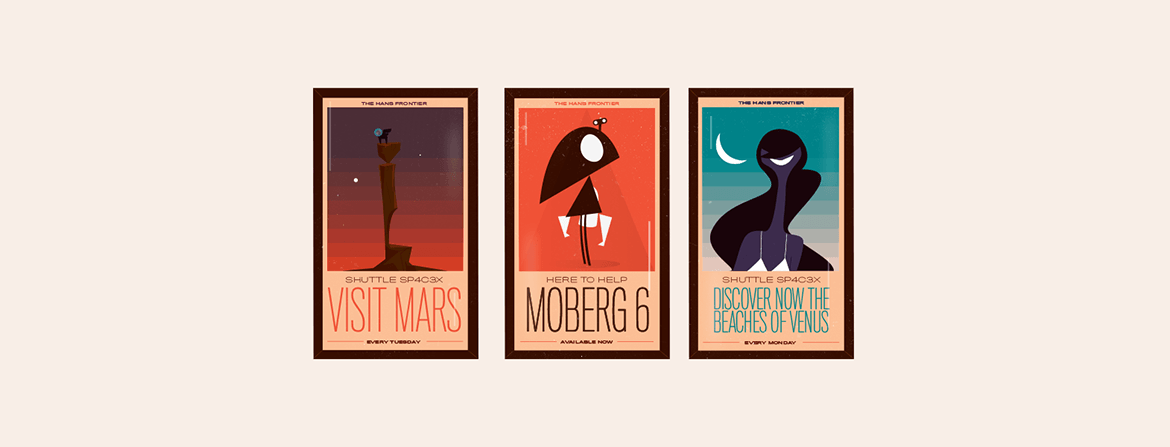 THE HANS FRONTIER
SHUTTLE SP4C3X
VISIT MARS
EVERY TUESDAY
THE HANS FRONTIER
HERE TO HELP
MOBERG 6
AVAILABLE NOW
THE HANS FRONTIER
SHUTTLE SP4C3X
DISCOVER NOW THE
BEACHES OF VENUS
EVERY MONDAY